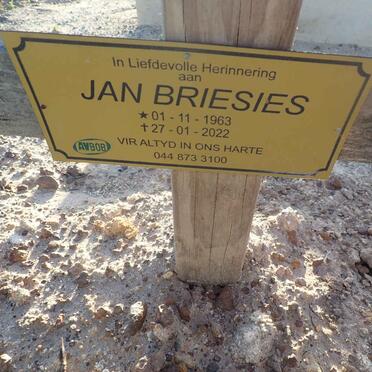 In Liefdevolle Herinnering
aan
JAN BRIESIES
★ 01 - 11 - 1963
✝ 27 - 01 - 2022
AVBOB
VIR ALTYD IN ONS HARTE
044 873 3100